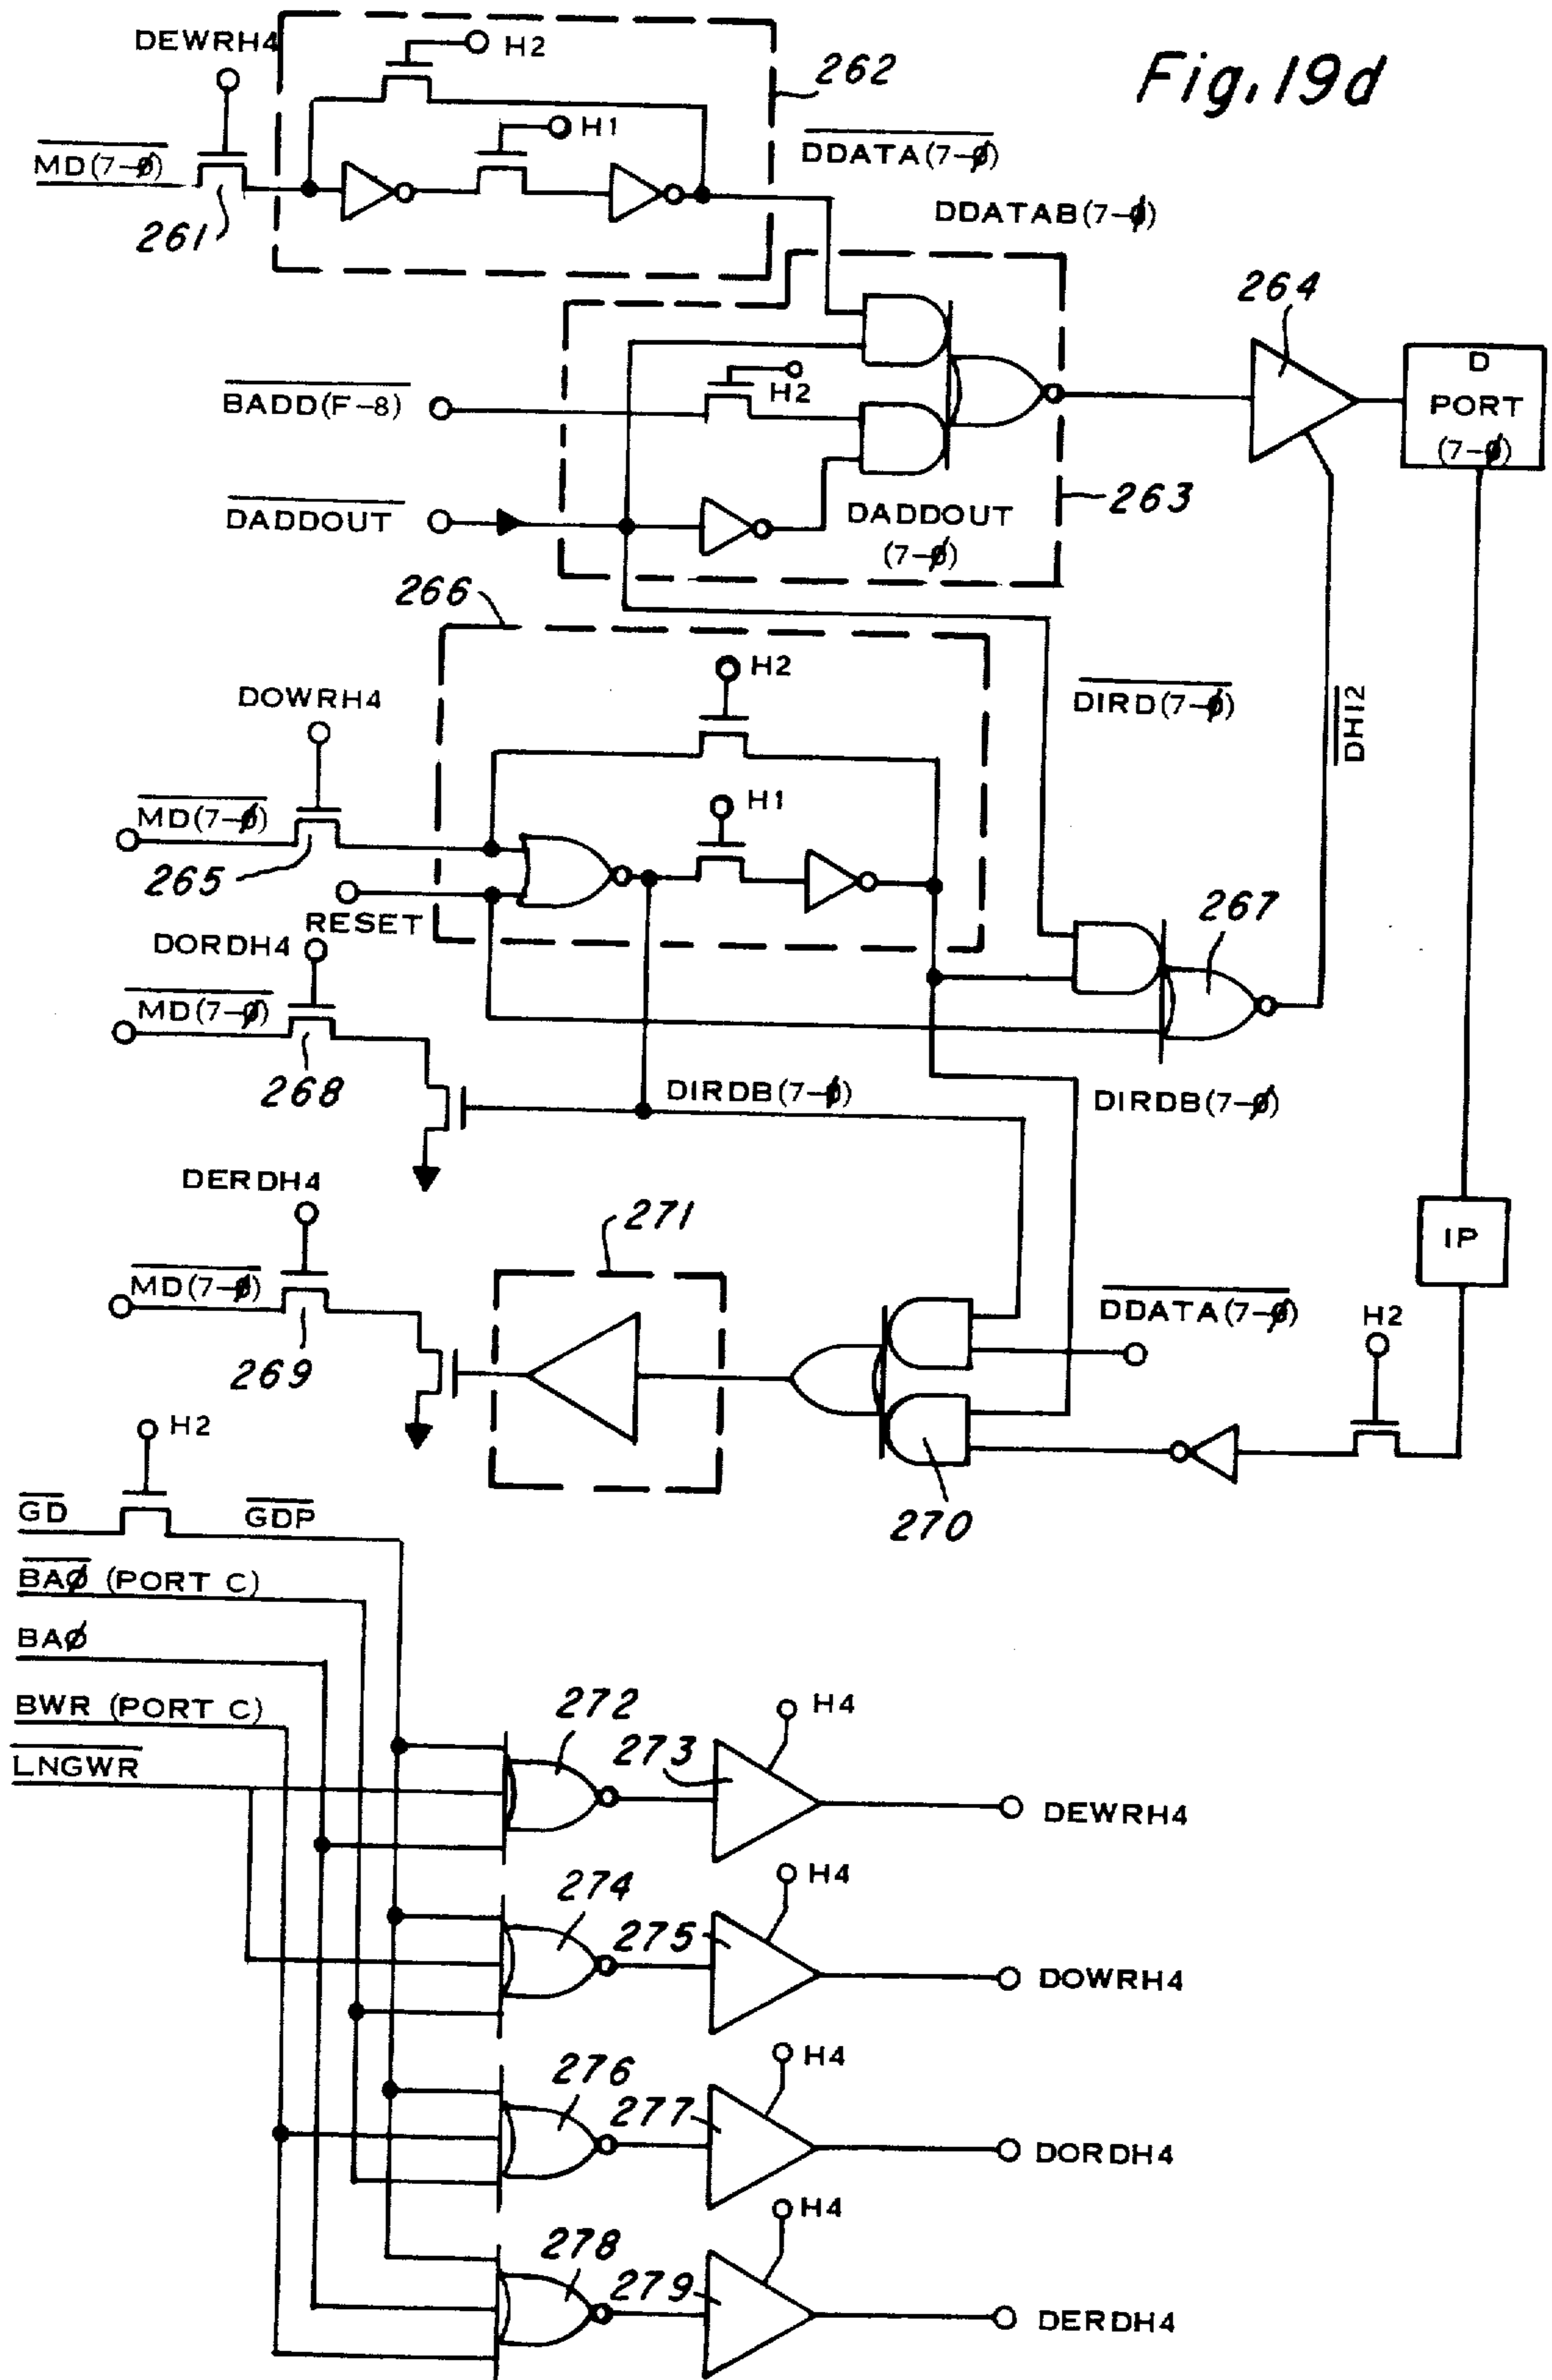 Fig. 19d
DEWRH4
H2
262
H1
MD(7-ø)
DDATA(7-ø)
261
DDATAB(7-ø)
264
D
PORT
(7-ø)
BADD(F-8)
H2
DADDOUT
DADDOUT
(7-ø)
263
266
H2
DOWRH4
DIRD(7-ø)
DHI2
MD(7-ø)
H1
265
RESET
267
DORDH4
MD(7-ø)
268
DIRDB(7-ø)
DIRDB(7-ø)
DERDH4
271
IP
MD(7-ø)
DDATA(7-ø)
H2
269
270
H2
GD
GDP
BAø (PORT C)
BAø
BWR (PORT C)
LNGWR
272
273
H4
DEWRH4
274
275
H4
DOWRH4
276
277
H4
DORDH4
278
279
H4
DERDH4